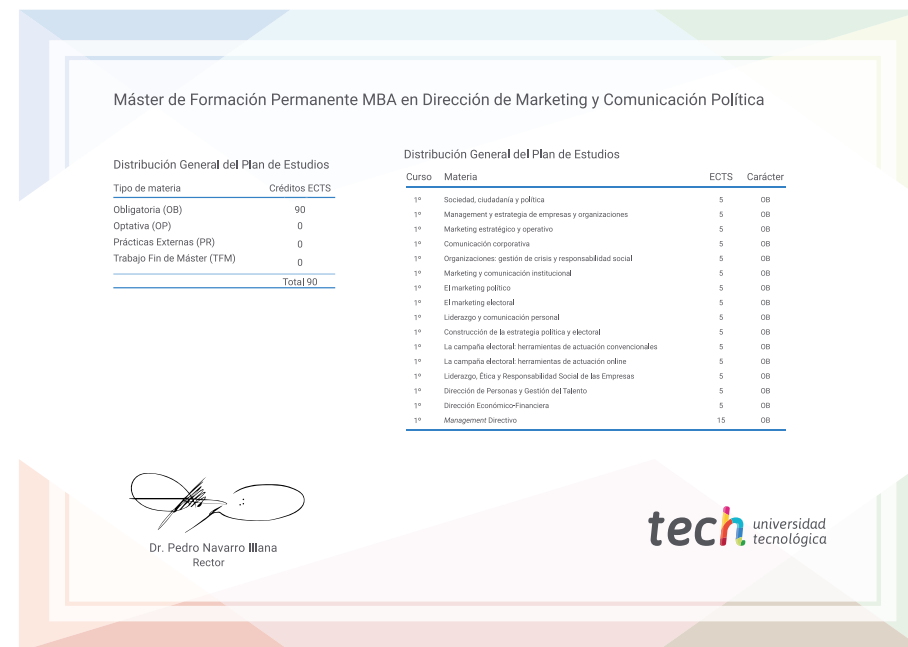 Máster de Formación Permanente MBA en Dirección de Marketing y Comunicación Política
Distribución General del Plan de Estudios
Tipo de materia Créditos ECTS
Obligatoria (OB) 90
Optativa (OP) 0
Prácticas Externas (PR) 0
Trabajo Fin de Máster (TFM) 0
Total 90
Distribución General del Plan de Estudios
Curso Materia ECTS Carácter
1º Sociedad, ciudadanía y política 5 OB
1º Management y estrategia de empresas y organizaciones 5 OB
1º Marketing estratégico y operativo 5 OB
1º Comunicación corporativa 5 OB
1º Organizaciones: gestión de crisis y responsabilidad social 5 OB
1º Marketing y comunicación institucional 5 OB
1º El marketing político 5 OB
1º El marketing electoral 5 OB
1º Liderazgo y comunicación personal 5 OB
1º Construcción de la estrategia política y electoral 5 OB
1º La campaña electoral: herramientas de actuación convencionales 5 OB
1º La campaña electoral: herramientas de actuación online 5 OB
1º Liderazgo, Ética y Responsabilidad Social de las Empresas 5 OB
1º Dirección de Personas y Gestión del Talento 5 OB
1º Dirección Económico-Financiera 5 OB
1º Management Directivo 15 OB
Dr. Pedro Navarro Illana
Rector
tech universidad
tecnológica